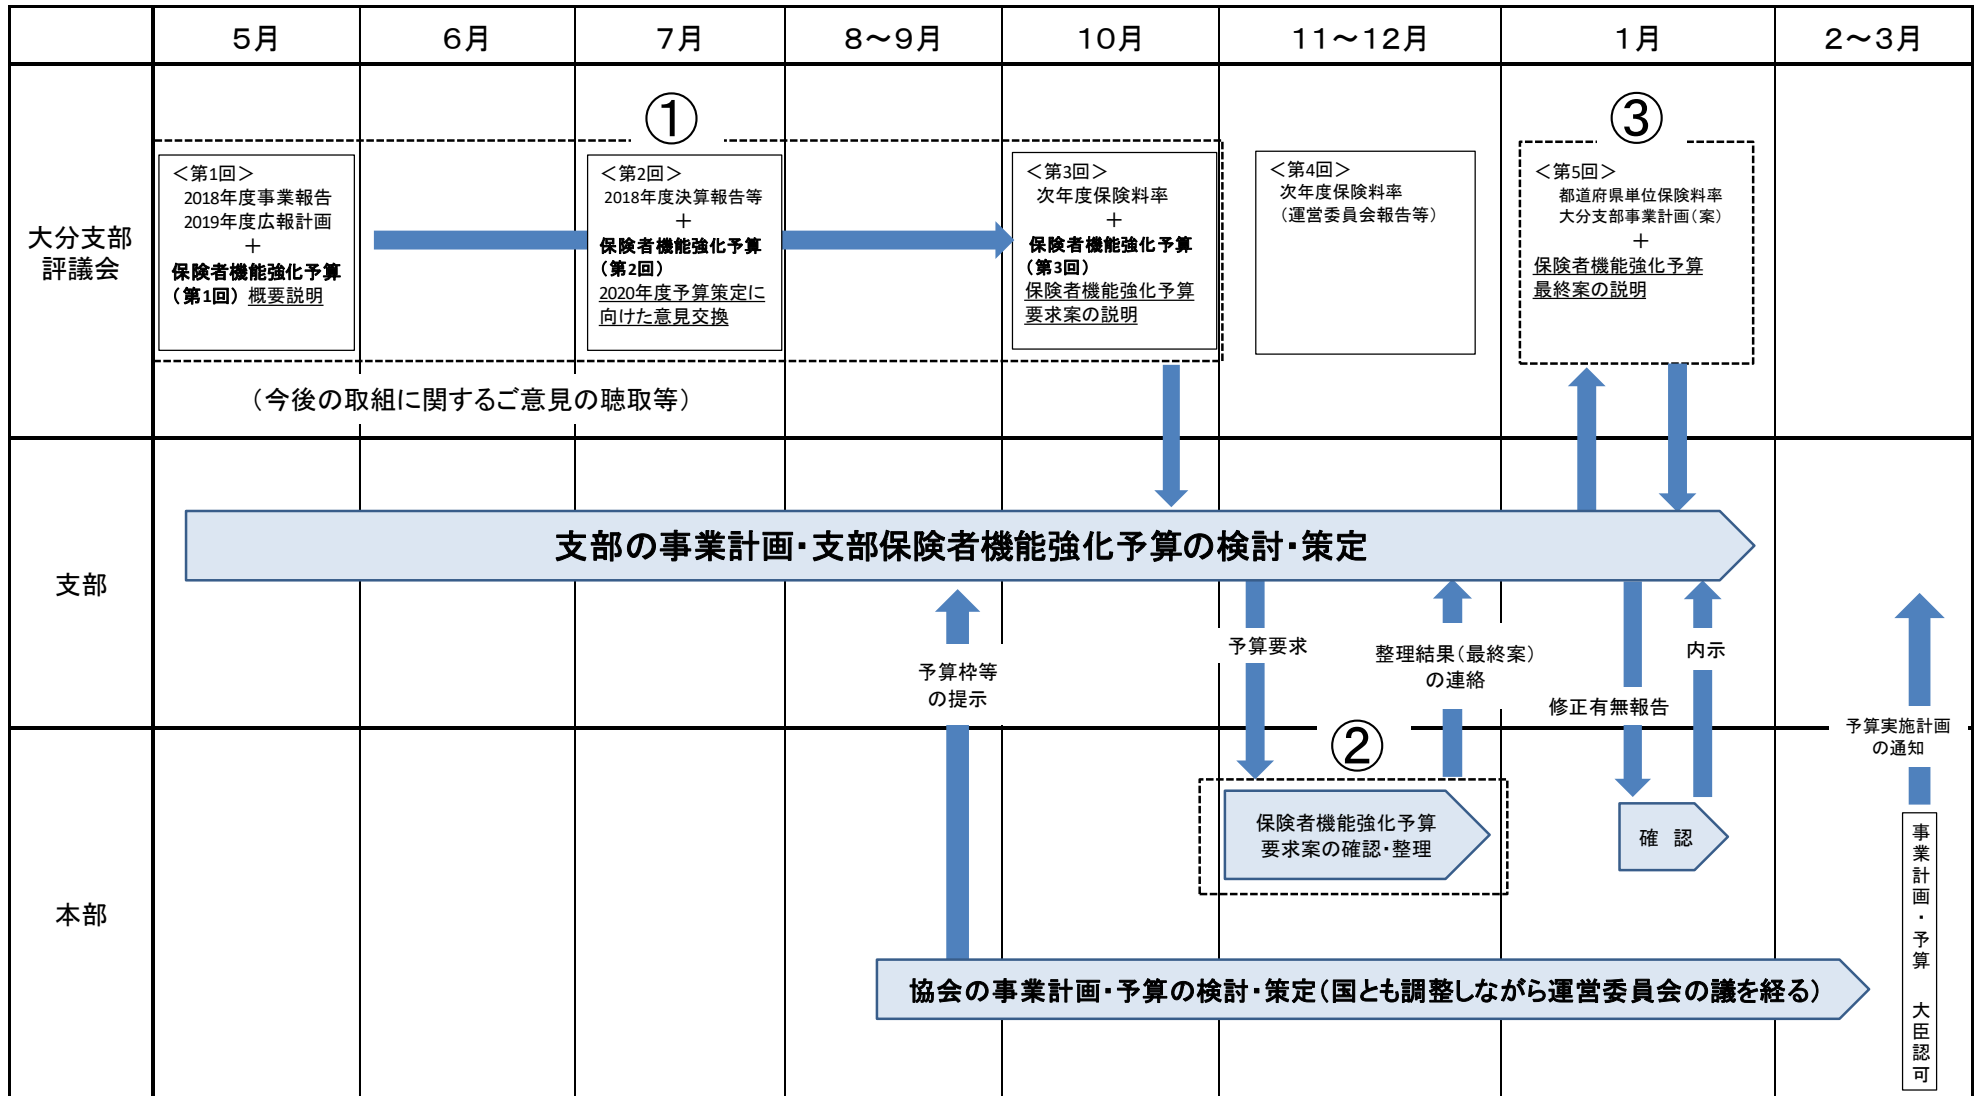 5月
6月
7月
8～9月
10月
11～12月
1月
2～3月
大分支部
評議会
①
＜第1回＞
2018年度事業報告
2019年度広報計画
＋
保険者機能強化予算
（第1回） 概要説明
＜第2回＞
2018年度決算報告等
＋
保険者機能強化予算
（第2回）
2020年度予算策定に
向けた意見交換
＜第3回＞
次年度保険料率
＋
保険者機能強化予算
（第3回）
保険者機能強化予算
要求案の説明
＜第4回＞
次年度保険料率
（運営委員会報告等）
③
＜第5回＞
都道府県単位保険料率
大分支部事業計画（案）
＋
保険者機能強化予算
最終案の説明
（今後の取組に関するご意見の聴取等）
支部
支部の事業計画・支部保険者機能強化予算の検討・策定
予算枠等
の提示
予算要求
整理結果（最終案）
の連絡
修正有無報告
内示
予算実施計画
の通知
本部
②
保険者機能強化予算
要求案の確認・整理
確 認
協会の事業計画・予算の検討・策定（国とも調整しながら運営委員会の議を経る）
事業計画・予算 大臣認可